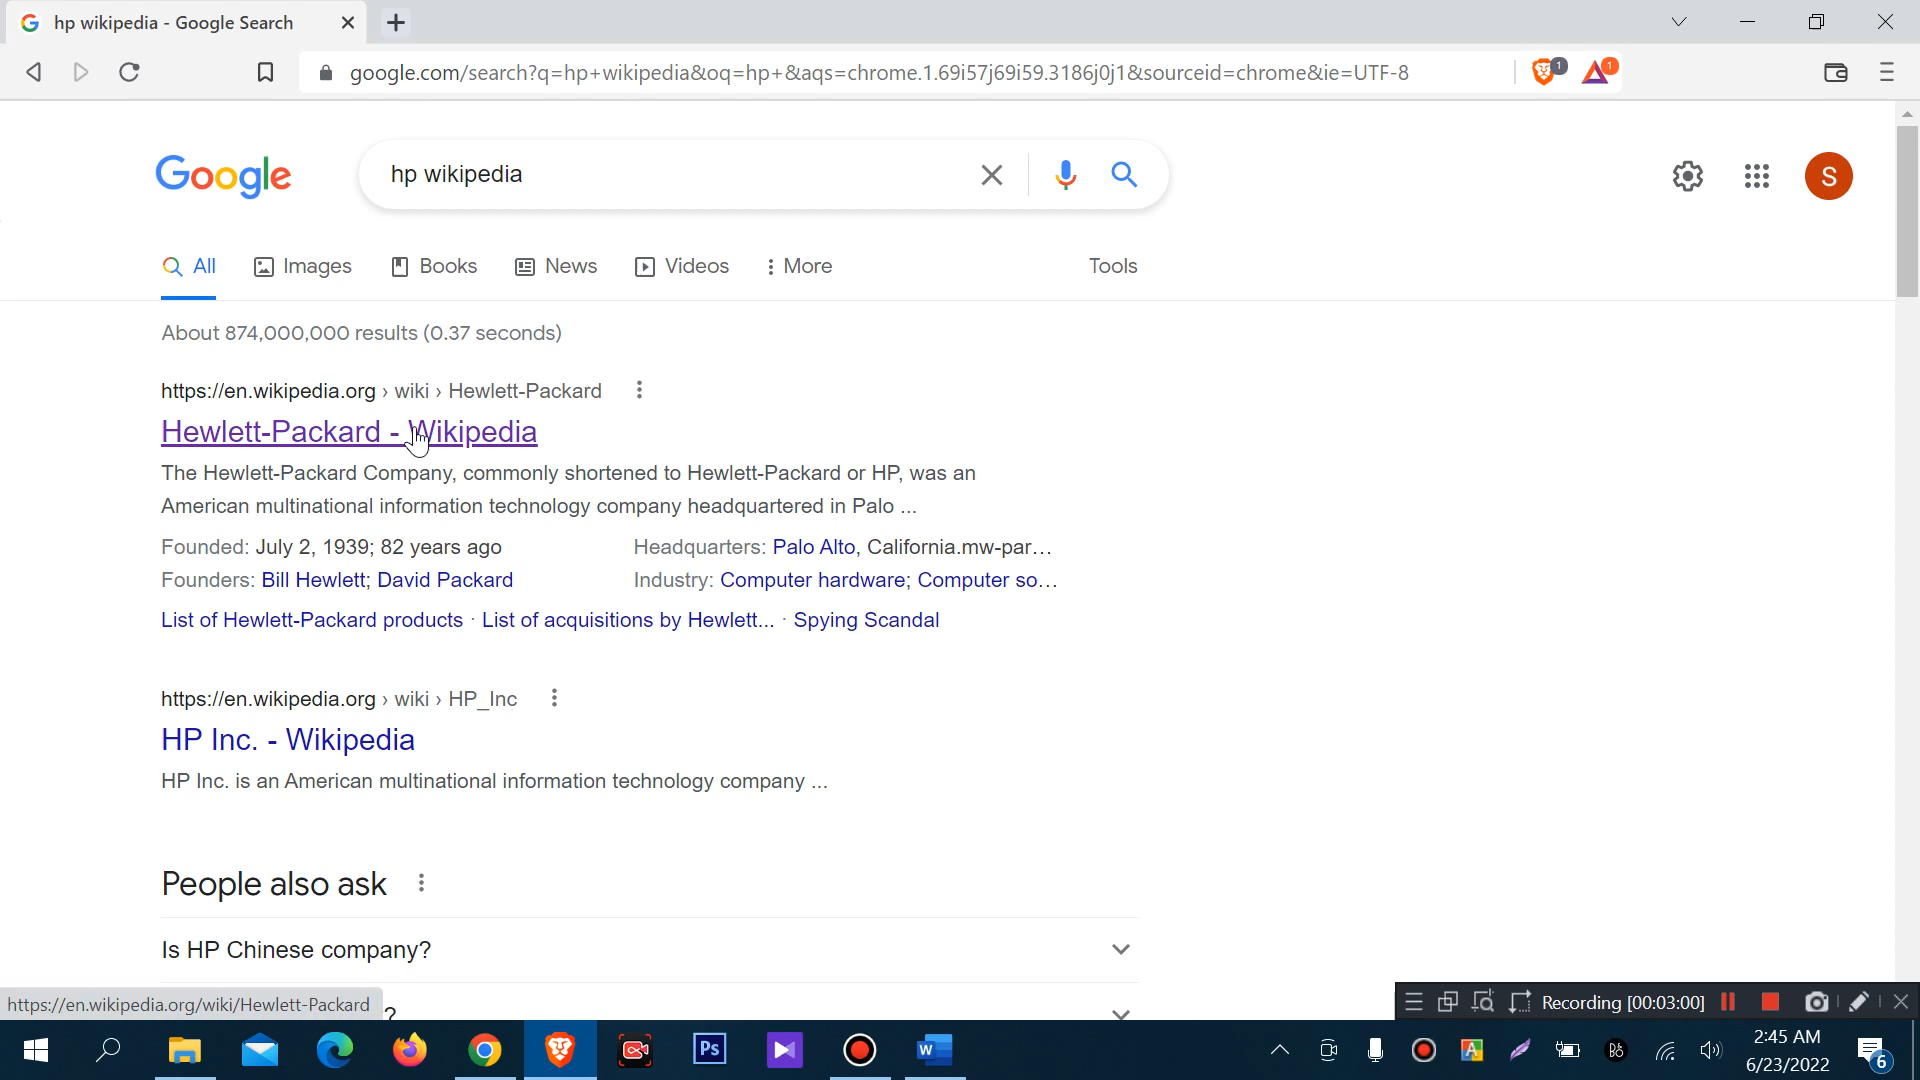 hp wikipedia - Google Search
google.com/search?q=hp+wikipedia&oq=hp+&aqs=chrome.1.69i57j69i59.3186j0j1&sourceid=chrome&ie=UTF-8
1
1
Google
hp wikipedia
S
All
Images
Books
News
Videos
More
Tools
About 874,000,000 results (0.37 seconds)
https://en.wikipedia.org › wiki › Hewlett-Packard
Hewlett-Packard - Wikipedia
The Hewlett-Packard Company, commonly shortened to Hewlett-Packard or HP, was an
American multinational information technology company headquartered in Palo ...
Founded: July 2, 1939; 82 years ago
Headquarters: Palo Alto, California.mw-par...
Founders: Bill Hewlett; David Packard
Industry: Computer hardware; Computer so...
List of Hewlett-Packard products · List of acquisitions by Hewlett... · Spying Scandal
https://en.wikipedia.org › wiki › HP_Inc
HP Inc. - Wikipedia
HP Inc. is an American multinational information technology company ...
People also ask
Is HP Chinese company?
?
https://en.wikipedia.org/wiki/Hewlett-Packard
Recording [00:03:00]
Ps
W
A
2:45 AM
6/23/2022
6